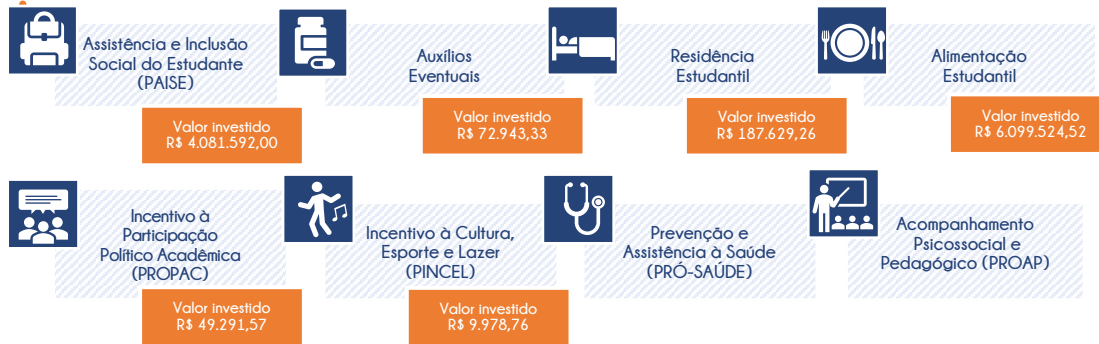 Assistência e Inclusão
Social do Estudante
(PAISE)
Valor investido
R$ 4.081.592,00
Auxílios
Eventuais
Valor investido
R$ 72.943,33
Residência
Estudantil
Valor investido
R$ 187.629,26
Alimentação
Estudantil
Valor investido
R$ 6.099.524,52
Incentivo à
Participação
Político Acadêmica
(PROPAC)
Valor investido
R$ 49.291,57
Incentivo à Cultura,
Esporte e Lazer
(PINCEL)
Valor investido
R$ 9.978,76
Prevenção e
Assistência à Saúde
(PRÓ-SAÚDE)
Acompanhamento
Psicossocial e
Pedagógico (PROAP)